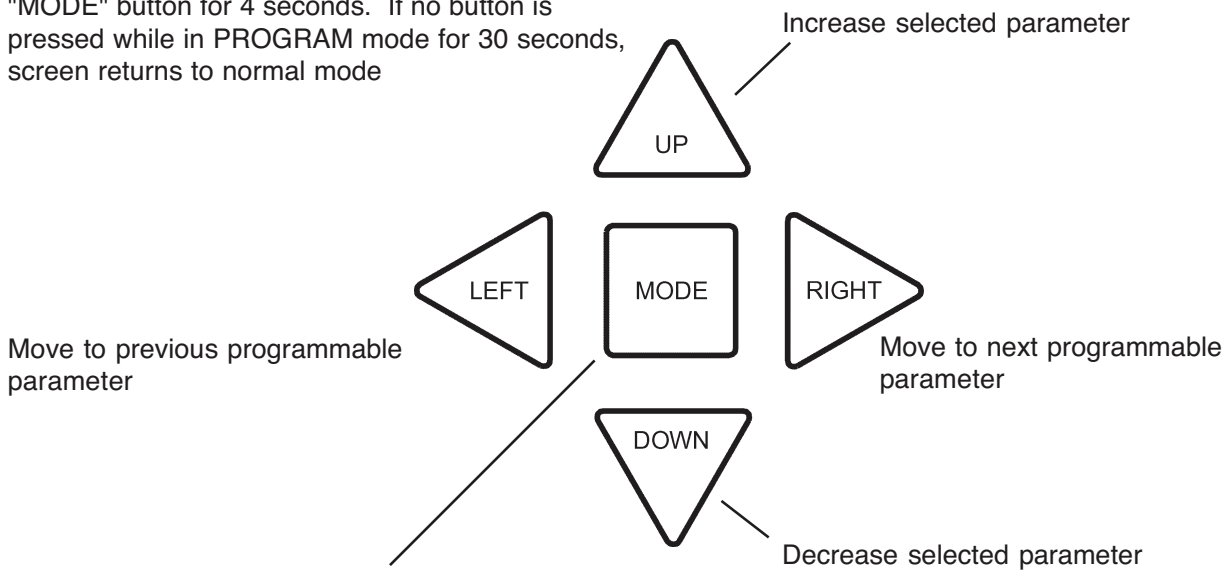 "MODE" button for 4 seconds.  If no button is
pressed while in PROGRAM mode for 30 seconds,
screen returns to normal mode
Increase selected parameter
UP
LEFT
MODE
RIGHT
Move to previous programmable
parameter
Move to next programmable
parameter
DOWN
Decrease selected parameter